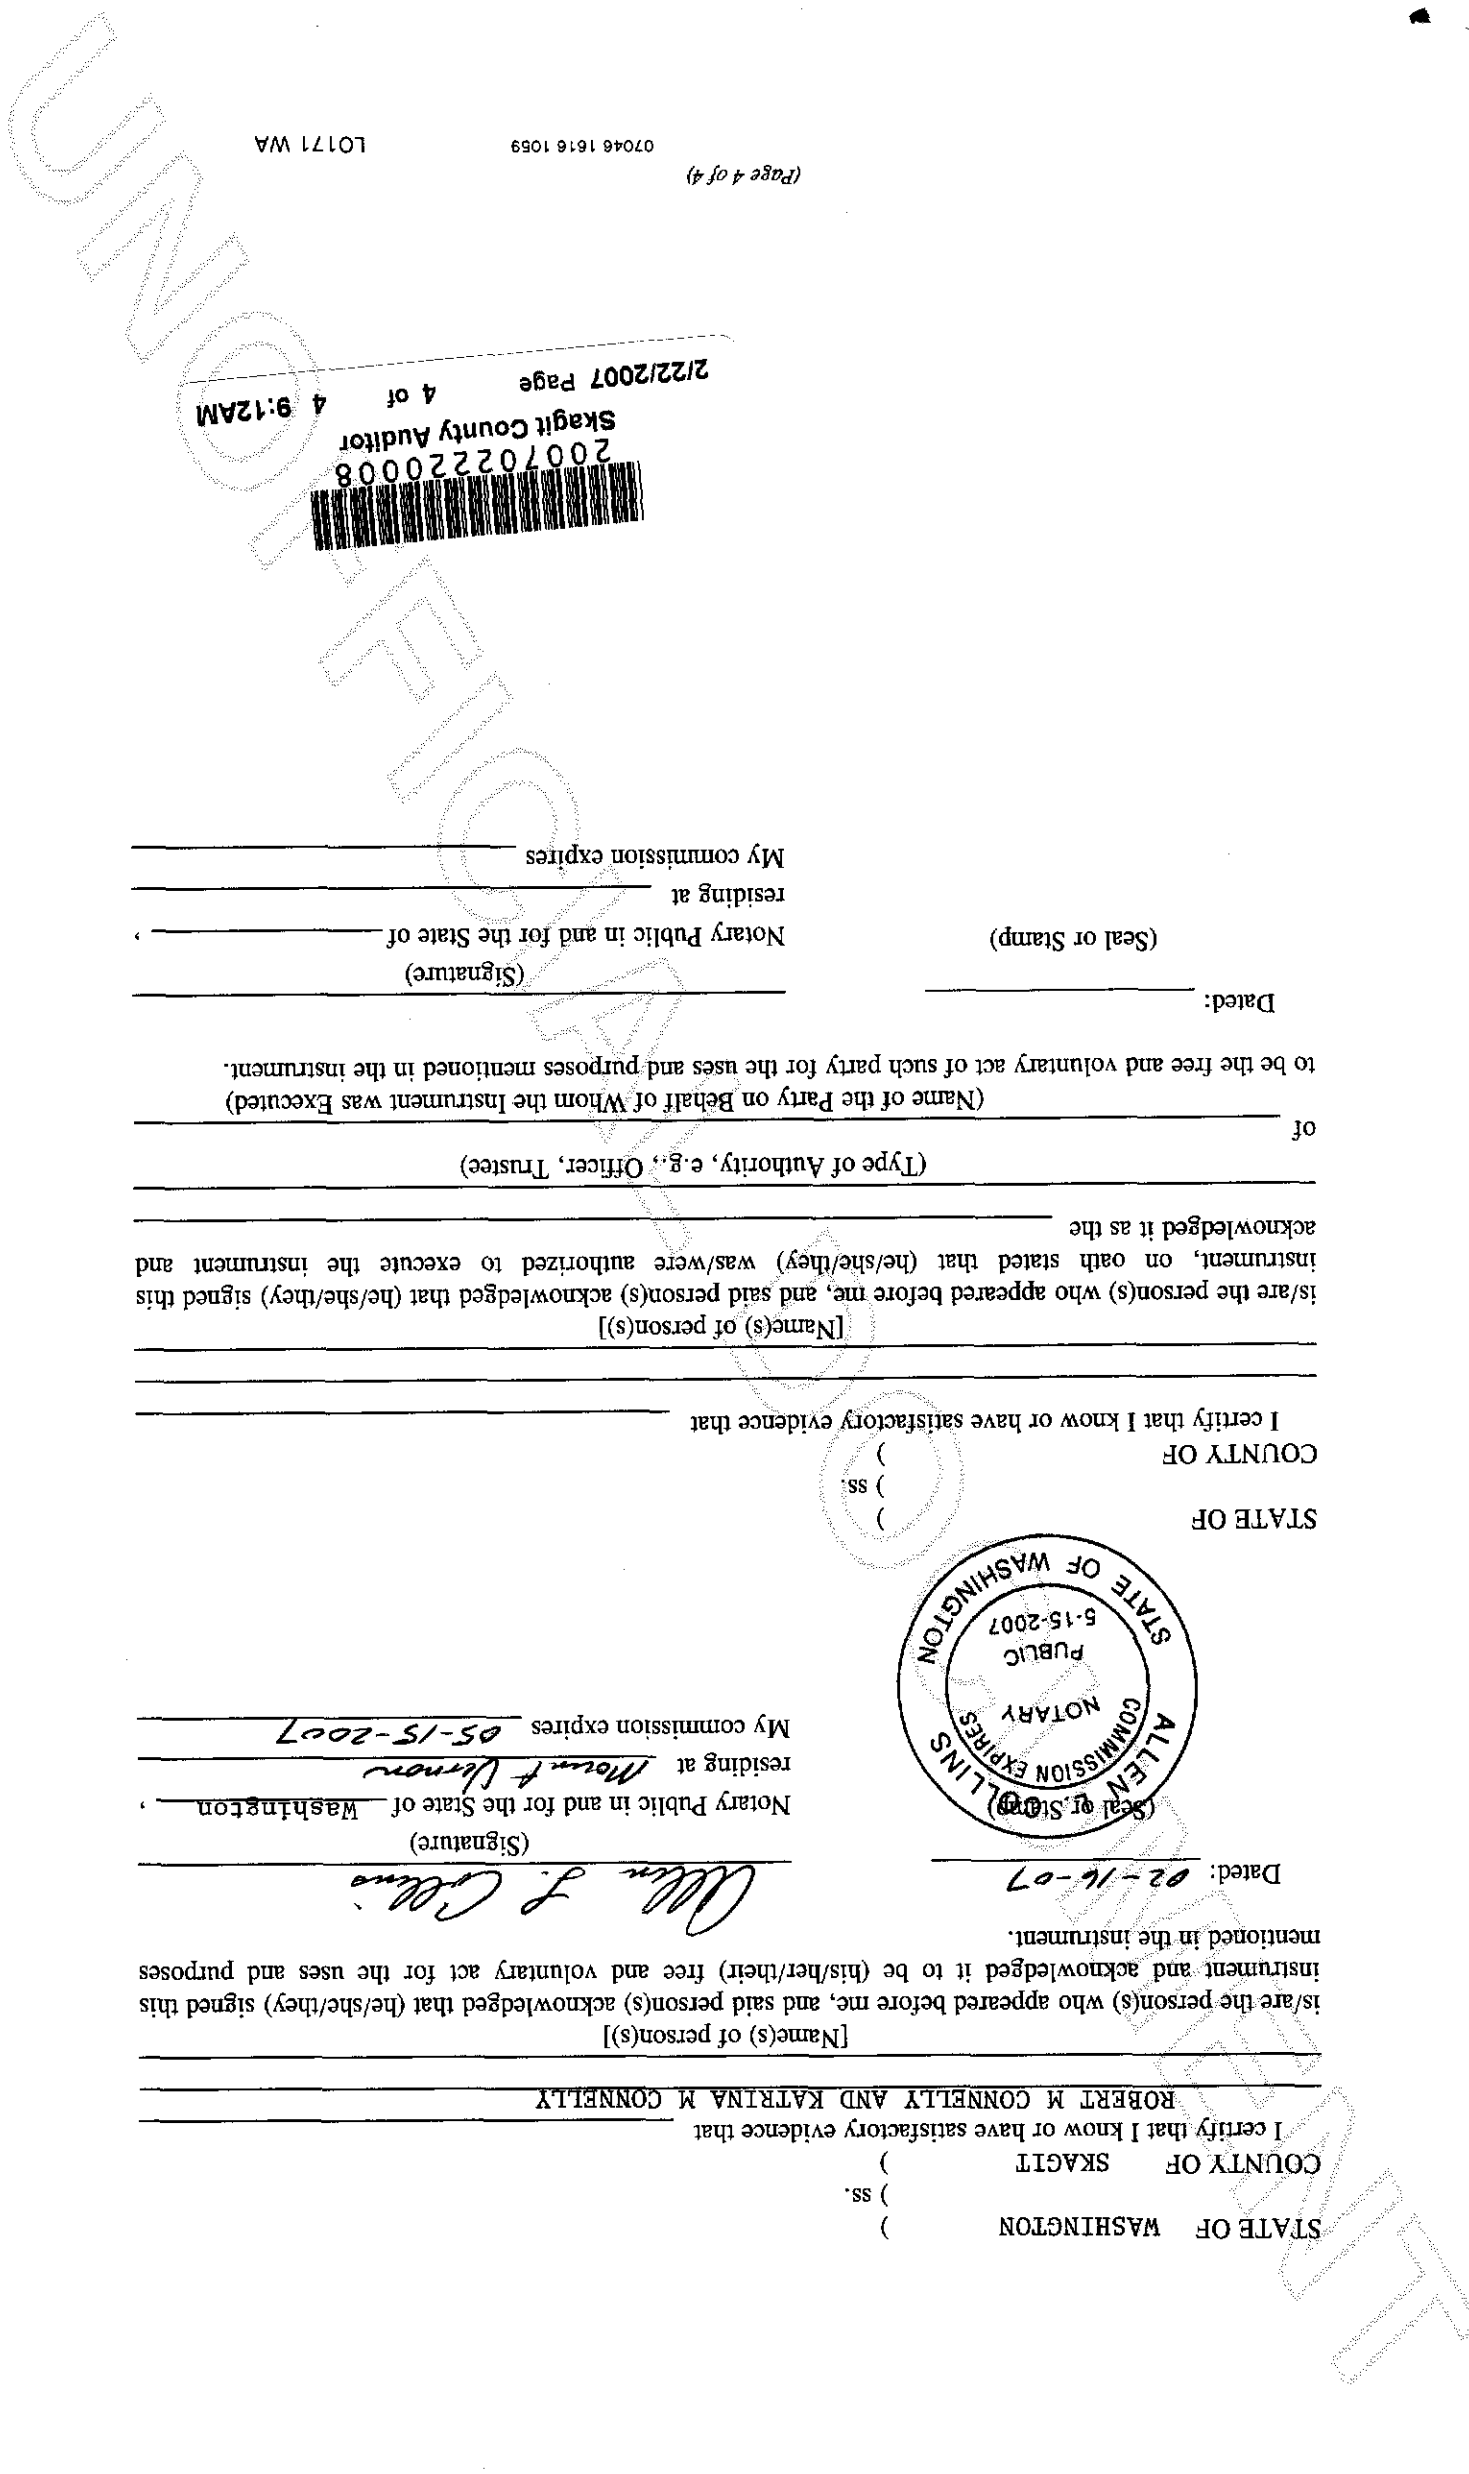 STATE OF WASHINGTON )
) ss.
COUNTY OF SKAGIT )
I certify that I know or have satisfactory evidence that
ROBERT M CONNELLY AND KATRINA M CONNELLY
[Name(s) of person(s)]
is/are the person(s) who appeared before me, and said person(s) acknowledged that (he/she/they) signed this
instrument and acknowledged it to be (his/her/their) free and voluntary act for the uses and purposes
mentioned in the instrument.
Dated: 02-16-07
Allen L. Collins
(Signature)
(Seal or Stamp)
Notary Public in and for the State of Washington,
residing at Mount Vernon
My commission expires 05-15-2007
ALLEN L. COLLINS
COMMISSION EXPIRES
NOTARY
PUBLIC
5-15-2007
STATE OF WASHINGTON
STATE OF )
) ss.
COUNTY OF )
I certify that I know or have satisfactory evidence that
[Name(s) of person(s)]
is/are the person(s) who appeared before me, and said person(s) acknowledged that (he/she/they) signed this
instrument, on oath stated that (he/she/they) was/were authorized to execute the instrument and
acknowledged it as the
(Type of Authority, e.g., Officer, Trustee)
of
(Name of the Party on Behalf of Whom the Instrument was Executed)
to be the free and voluntary act of such party for the uses and purposes mentioned in the instrument.
Dated:
(Signature)
(Seal or Stamp)
Notary Public in and for the State of ,
residing at
My commission expires
200702220008
Skagit County Auditor
2/22/2007 Page 4 of 4 9:12AM
(Page 4 of 4)
07046 1616 1059 L0171 WA
UNOFFICIAL DOCUMENT